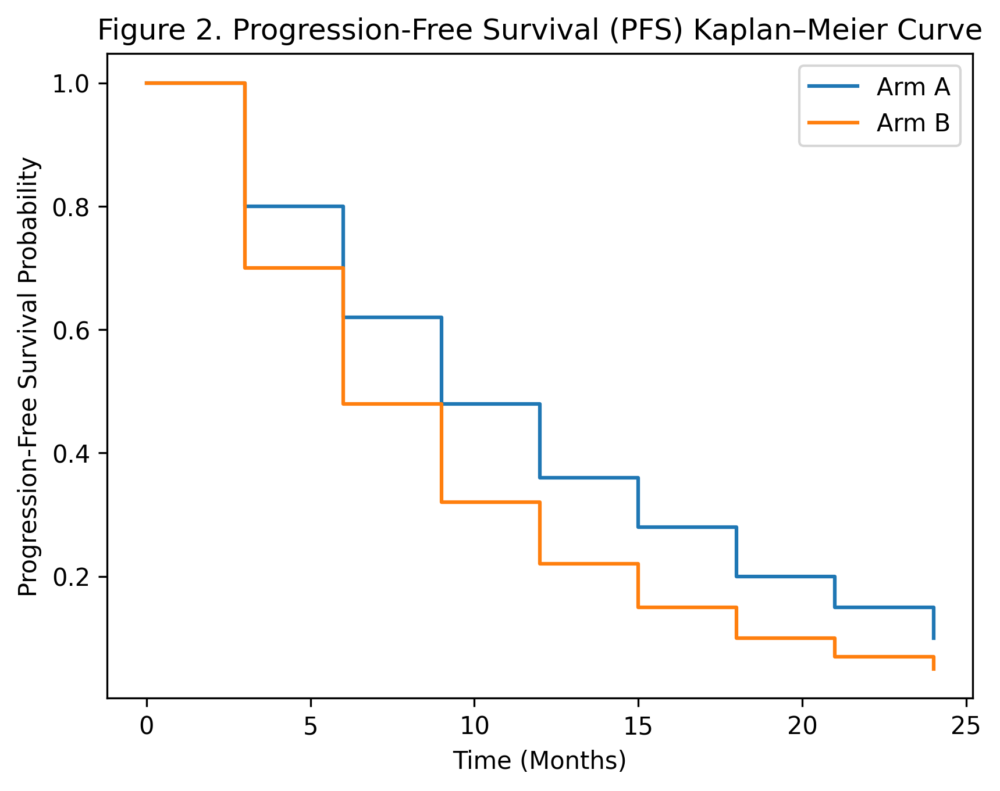 Figure 2. Progression-Free Survival (PFS) Kaplan–Meier Curve
Arm A
Arm B
Progression-Free Survival Probability
1.0
0.8
0.6
0.4
0.2
0 5 10 15 20 25
Time (Months)